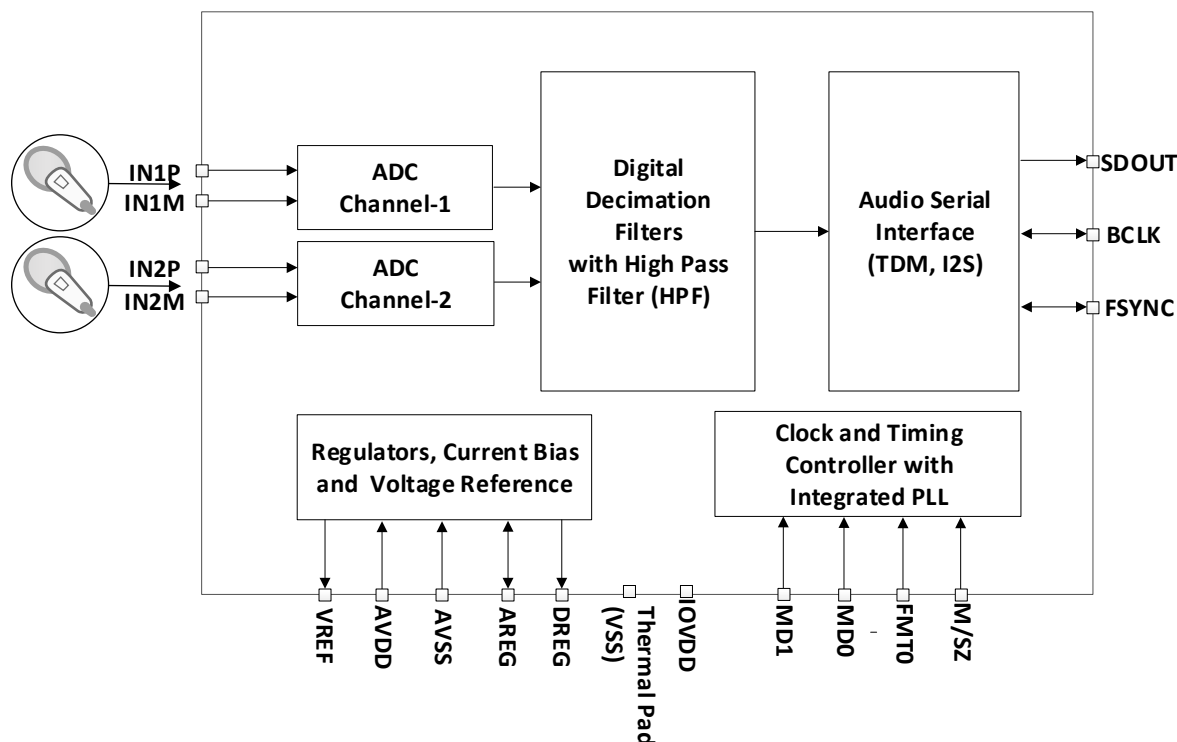 IN1P
IN1M
IN2P
IN2M
ADC
Channel-1
ADC
Channel-2
Digital
Decimation
Filters
with High Pass
Filter (HPF)
Audio Serial
Interface
(TDM, I2S)
SDOUT
BCLK
FSYNC
Regulators, Current Bias
and Voltage Reference
Clock and Timing
Controller with
Integrated PLL
VREF
AVDD
AVSS
AREG
DREG
Thermal Pad
(VSS)
IOVDD
MD1
MD0
FMT0
M/SZ